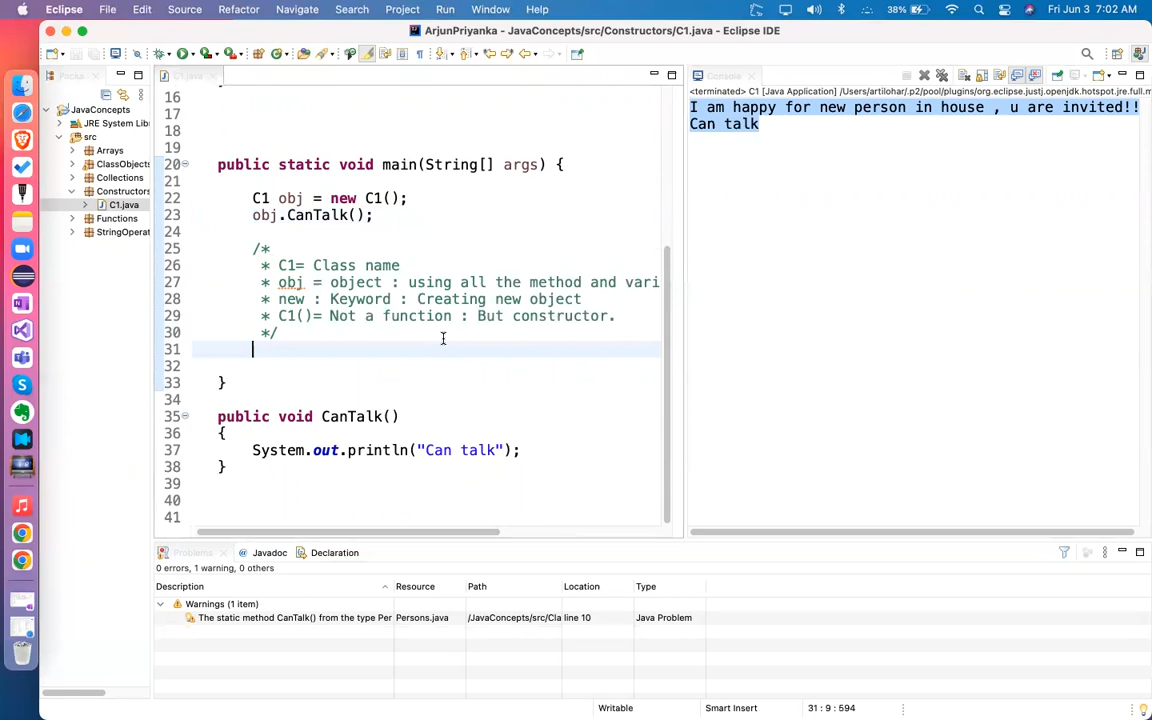 Eclipse File Edit Source Refactor Navigate Search Project Run Window Help 38% Fri Jun 3 7:02 AM
ArjunPriyanka - JavaConcepts/src/Constructors/C1.java - Eclipse IDE
C1.java
Console
<terminated> C1 [Java Application] /Users/artilohar/.p2/pool/plugins/org.eclipse.justj.openjdk.hotspot.jre.full.m
I am happy for new person in house , u are invited!!
Can talk
JavaConcepts
JRE System Lib
src
Arrays
ClassObjects
Collections
Constructors
C1.java
Functions
StringOperat
16
17
18
19
20 public static void main(String[] args) {
21
22 C1 obj = new C1();
23 obj.CanTalk();
24
25 /*
26 * C1= Class name
27 * obj = object : using all the method and vari
28 * new : Keyword : Creating new object
29 * C1()= Not a function : But constructor.
30 */
31
32
33 }
34
35 public void CanTalk()
36 {
37 System.out.println("Can talk");
38 }
39
40
41
Problems @ Javadoc Declaration
0 errors, 1 warning, 0 others
Description Resource Path Location Type
Warnings (1 item)
The static method CanTalk() from the type Per Persons.java /JavaConcepts/src/Cla line 10 Java Problem
Writable Smart Insert 31 : 9 : 594